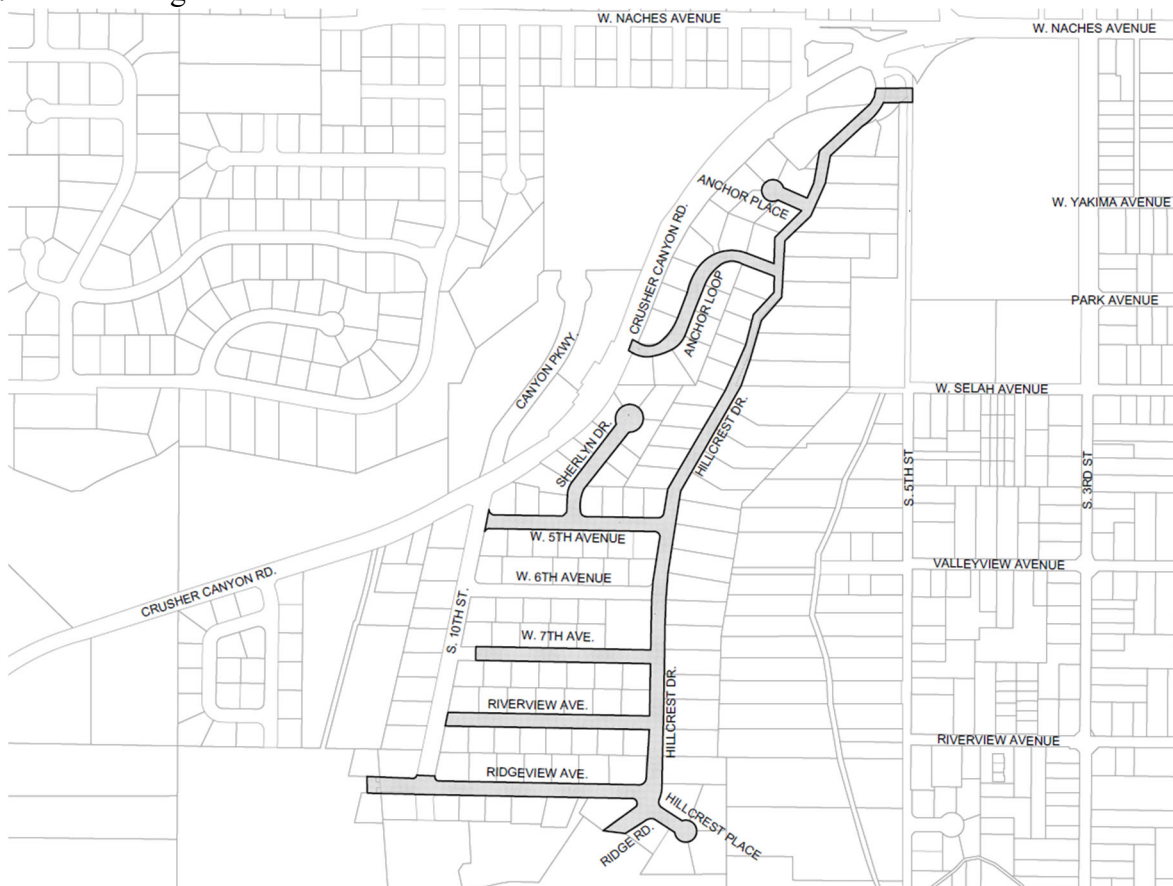 W. NACHES AVENUE
W. NACHES AVENUE
ANCHOR PLACE
W. YAKIMA AVENUE
CRUSHER CANYON RD.
ANCHOR LOOP
PARK AVENUE
CANYON PKWY.
W. SELAH AVENUE
HILLCREST DR.
SHERLYN DR.
S. 5TH ST
S. 3RD ST
W. 5TH AVENUE
VALLEYVIEW AVENUE
W. 6TH AVENUE
CRUSHER CANYON RD.
S. 10TH ST.
W. 7TH AVE.
HILLCREST DR.
RIVERVIEW AVE.
RIVERVIEW AVENUE
RIDGEVIEW AVE.
HILLCREST PLACE
RIDGE RD.